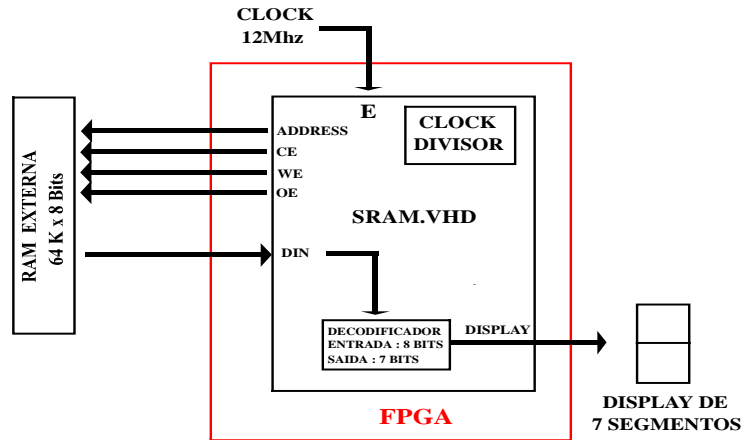 CLOCK
12Mhz
E
CLOCK
DIVISOR
ADDRESS
CE
WE
OE
RAM EXTERNA
64 K x 8 Bits
SRAM.VHD
DIN
DECODIFICADOR
ENTRADA : 8 BITS
SAIDA : 7 BITS
DISPLAY
FPGA
DISPLAY DE
7 SEGMENTOS